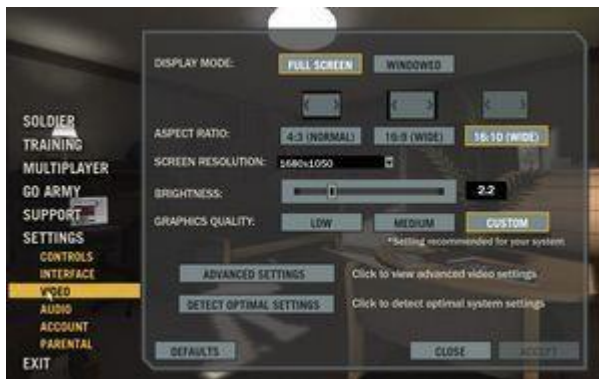 DISPLAY MODE: FULL SCREEN WINDOWED
ASPECT RATIO: 4:3 (NORMAL) 16:9 (WIDE) 16:10 (WIDE)
SCREEN RESOLUTION: 1680x1050
BRIGHTNESS: 2.2
GRAPHICS QUALITY: LOW MEDIUM CUSTOM
*Setting recommended for your system
ADVANCED SETTINGS Click to view advanced video settings
DETECT OPTIMAL SETTINGS Click to detect optimal system settings
DEFAULTS CLOSE ACCEPT
SOLDIER
TRAINING
MULTIPLAYER
GO ARMY
SUPPORT
SETTINGS
CONTROLS
INTERFACE
VIDEO
AUDIO
ACCOUNT
PARENTAL
EXIT